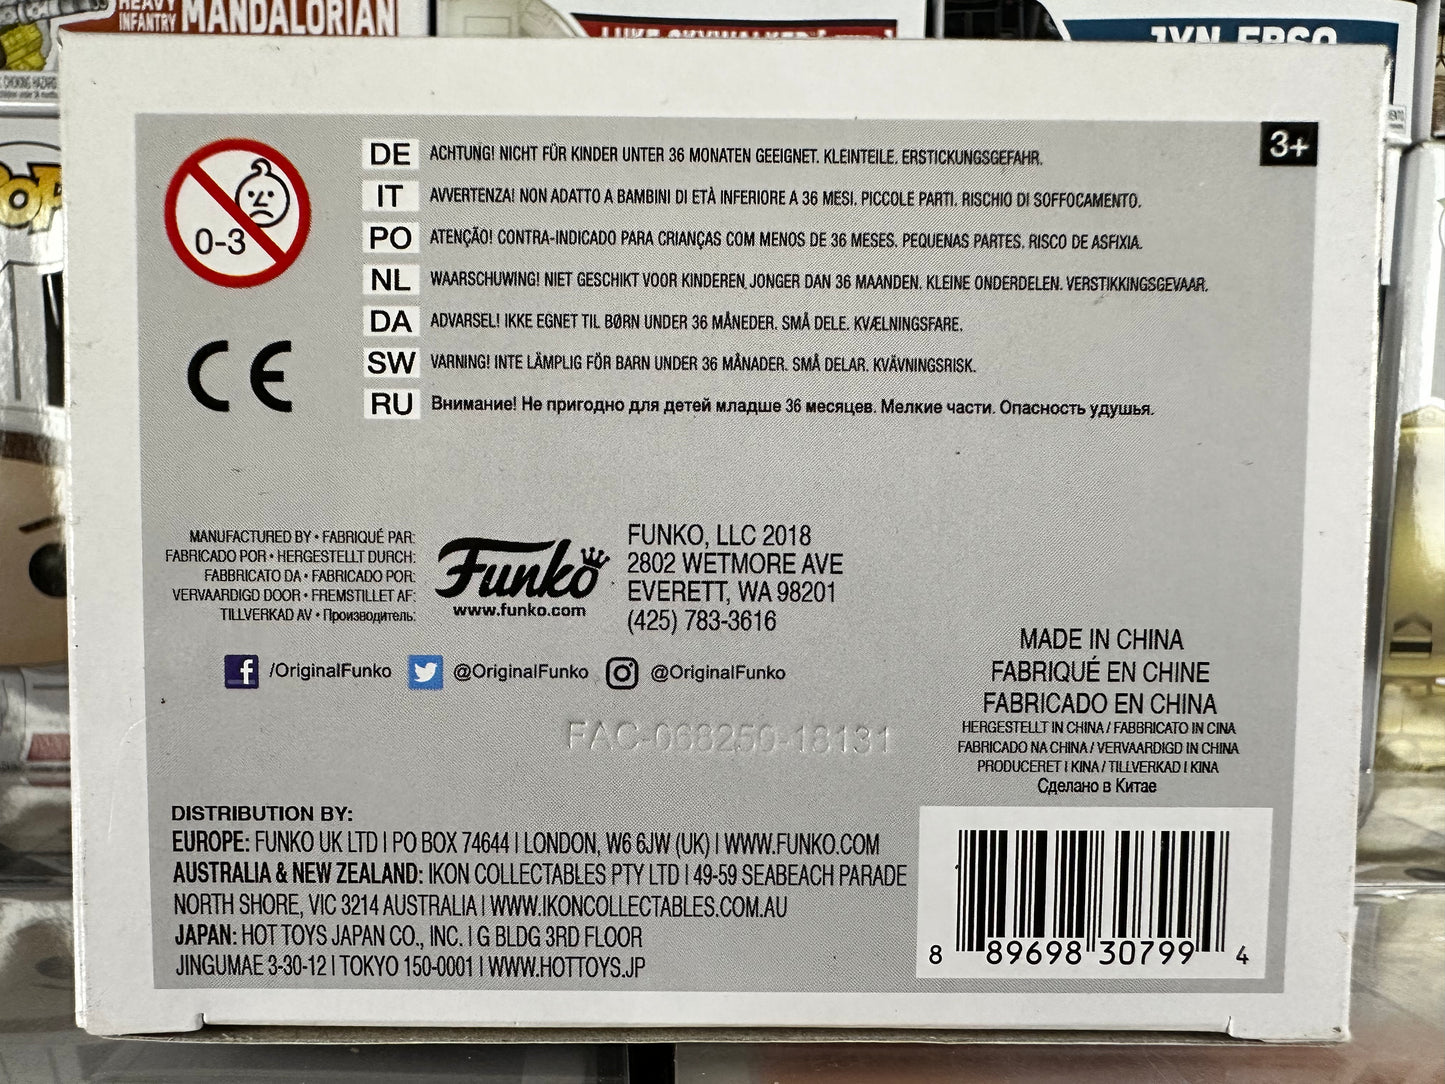 HEAVY
INFANTRY MANDALORIAN
LUKE SKYWALKER
JYN ERSO
POP
3+
0-3
DE ACHTUNG! NICHT FÜR KINDER UNTER 36 MONATEN GEEIGNET. KLEINTEILE. ERSTICKUNGSGEFAHR.
IT AVVERTENZA! NON ADATTO A BAMBINI DI ETÀ INFERIORE A 36 MESI. PICCOLE PARTI. RISCHIO DI SOFFOCAMENTO.
PO ATENÇÃO! CONTRA-INDICADO PARA CRIANÇAS COM MENOS DE 36 MESES. PEQUENAS PARTES. RISCO DE ASFIXIA.
NL WAARSCHUWING! NIET GESCHIKT VOOR KINDEREN JONGER DAN 36 MAANDEN. KLEINE ONDERDELEN. VERSTIKKINGSGEVAAR.
DA ADVARSEL! IKKE EGNET TIL BØRN UNDER 36 MÅNEDER. SMÅ DELE. KVÆLNINGSFARE.
SW VARNING! INTE LÄMPLIG FÖR BARN UNDER 36 MÅNADER. SMÅ DELAR. KVÄVNINGSRISK.
RU Внимание! Не пригодно для детей младше 36 месяцев. Мелкие части. Опасность удушья.
CE
MANUFACTURED BY • FABRIQUÉ PAR:
FABRICADO POR • HERGESTELLT DURCH:
FABBRICATO DA • FABRICADO POR:
VERVAARDIGD DOOR • FREMSTILLET AF:
TILLVERKAD AV • Производитель:
Funko
www.funko.com
FUNKO, LLC 2018
2802 WETMORE AVE
EVERETT, WA 98201
(425) 783-3616
f /OriginalFunko @OriginalFunko @OriginalFunko
FAC-068250-18131
MADE IN CHINA
FABRIQUÉ EN CHINE
FABRICADO EN CHINA
HERGESTELLT IN CHINA / FABBRICATO IN CINA
FABRICADO NA CHINA / VERVAARDIGD IN CHINA
PRODUCERET I KINA / TILLVERKAD I KINA
Сделано в Китае
DISTRIBUTION BY:
EUROPE: FUNKO UK LTD | PO BOX 74644 | LONDON, W6 6JW (UK) | WWW.FUNKO.COM
AUSTRALIA & NEW ZEALAND: IKON COLLECTABLES PTY LTD | 49-59 SEABEACH PARADE
NORTH SHORE, VIC 3214 AUSTRALIA | WWW.IKONCOLLECTABLES.COM.AU
JAPAN: HOT TOYS JAPAN CO., INC. | G BLDG 3RD FLOOR
JINGUMAE 3-30-12 | TOKYO 150-0001 | WWW.HOTTOYS.JP
8 89698 30799 4